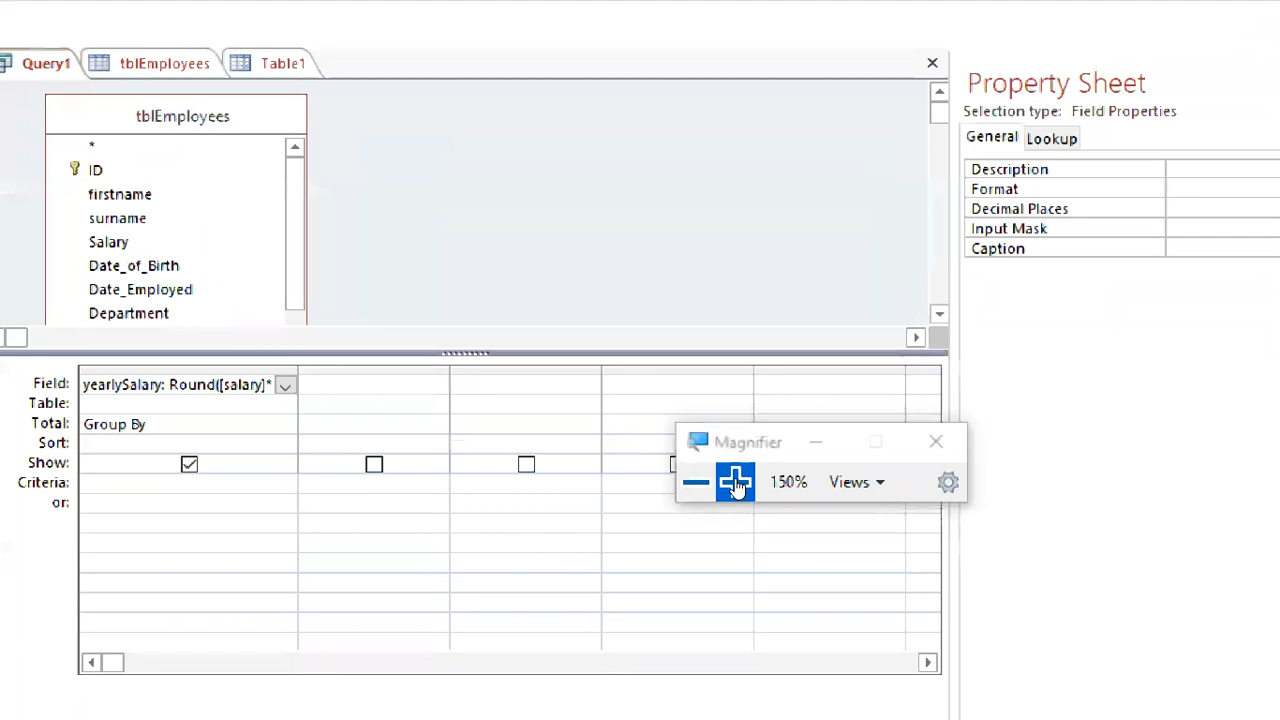 Query1 tblEmployees Table1
Property Sheet
Selection type: Field Properties
General Lookup
Description
Format
Decimal Places
Input Mask
Caption
tblEmployees
*
ID
firstname
surname
Salary
Date_of_Birth
Date_Employed
Department
Field: yearlySalary: Round([salary]*
Table:
Total: Group By
Sort:
Show:
Criteria:
or:
Magnifier
150% Views